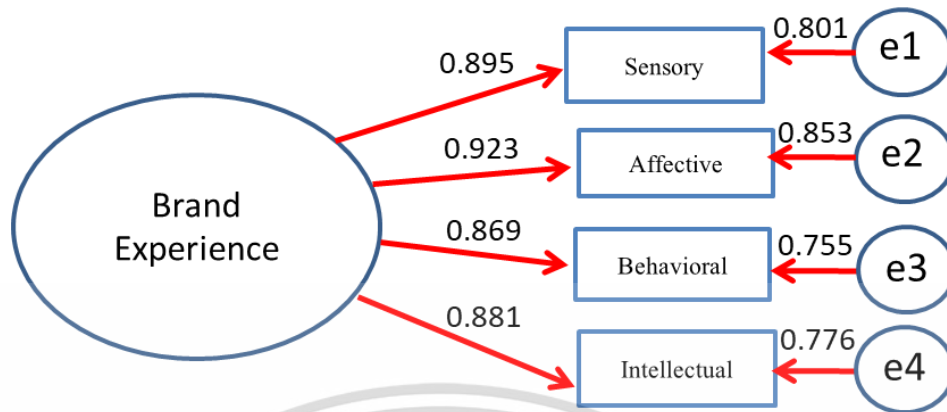 0.801
e1
0.895
Sensory
0.853
e2
0.923
Affective
Brand
Experience
0.869
Behavioral
0.755
e3
0.881
Intellectual
0.776
e4